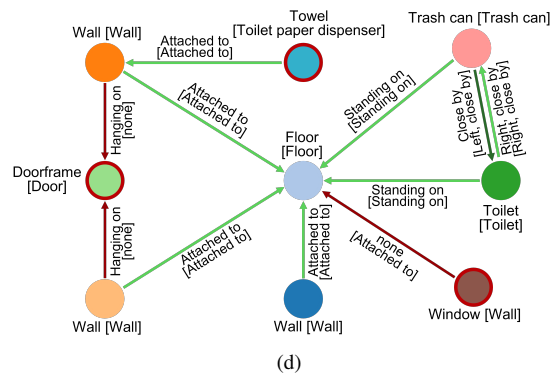 Wall [Wall]
Attached to
[Attached to]
Towel
[Toilet paper dispenser]
Trash can [Trash can]
Hanging on
[none]
Attached to
[Attached to]
Standing on
[Standing on]
Close by
[Left, close by]
Right, close by
[Right, close by]
Doorframe
[Door]
Floor
[Floor]
Standing on
[Standing on]
Toilet
[Toilet]
Hanging on
[none]
Attached to
[Attached to]
Attached to
[Attached to]
none
[Attached to]
Wall [Wall]
Wall [Wall]
Window [Wall]
(d)